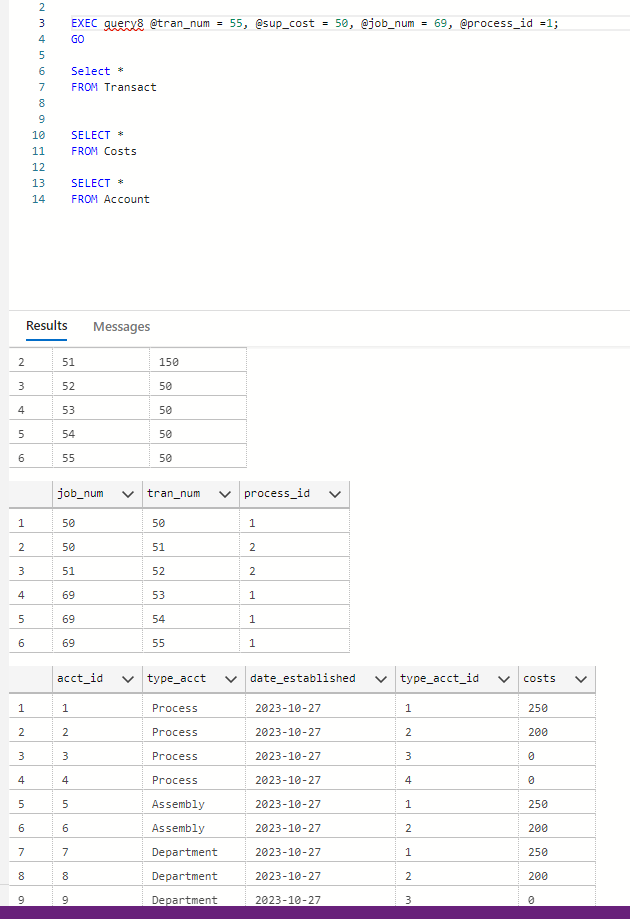 2
3 EXEC query8 @tran_num = 55, @sup_cost = 50, @job_num = 69, @process_id =1;
4 GO
5
6 Select *
7 FROM Transact
8
9
10 SELECT *
11 FROM Costs
12
13 SELECT *
14 FROM Account
Results Messages
2 51 150
3 52 50
4 53 50
5 54 50
6 55 50
job_num tran_num process_id
1 50 50 1
2 50 51 2
3 51 52 2
4 69 53 1
5 69 54 1
6 69 55 1
acct_id type_acct date_established type_acct_id costs
1 1 Process 2023-10-27 1 250
2 2 Process 2023-10-27 2 200
3 3 Process 2023-10-27 3 0
4 4 Process 2023-10-27 4 0
5 5 Assembly 2023-10-27 1 250
6 6 Assembly 2023-10-27 2 200
7 7 Department 2023-10-27 1 250
8 8 Department 2023-10-27 2 200
9 9 Department 2023-10-27 3 0